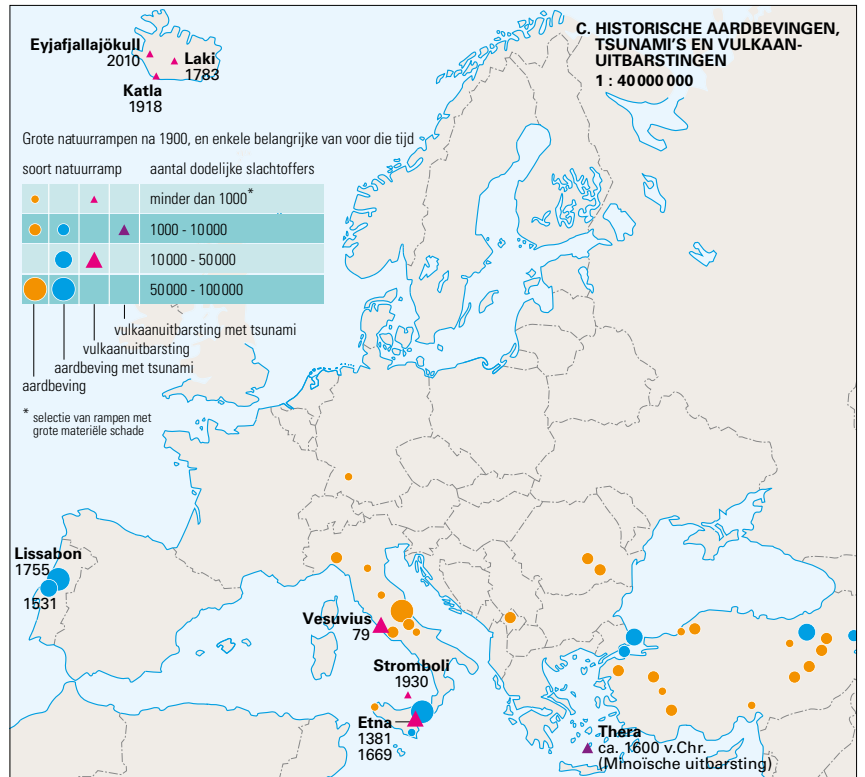 C. HISTORISCHE AARDBEVINGEN,
TSUNAMI'S EN VULKAAN-
UITBARSTINGEN
1 : 40 000 000
Eyjafjallajökull
2010
Laki
1783
Katla
1918
Grote natuurrampen na 1900, en enkele belangrijke van voor die tijd
soort natuurramp
aantal dodelijke slachtoffers
minder dan 1000*
1000 - 10 000
10 000 - 50 000
50 000 - 100 000
vulkaanuitbarsting met tsunami
vulkaanuitbarsting
aardbeving met tsunami
aardbeving
* selectie van rampen met
grote materiële schade
Lissabon
1755
1531
Vesuvius
79
Stromboli
1930
Etna
1381
1669
Thera
ca. 1600 v.Chr.
(Minoïsche uitbarsting)